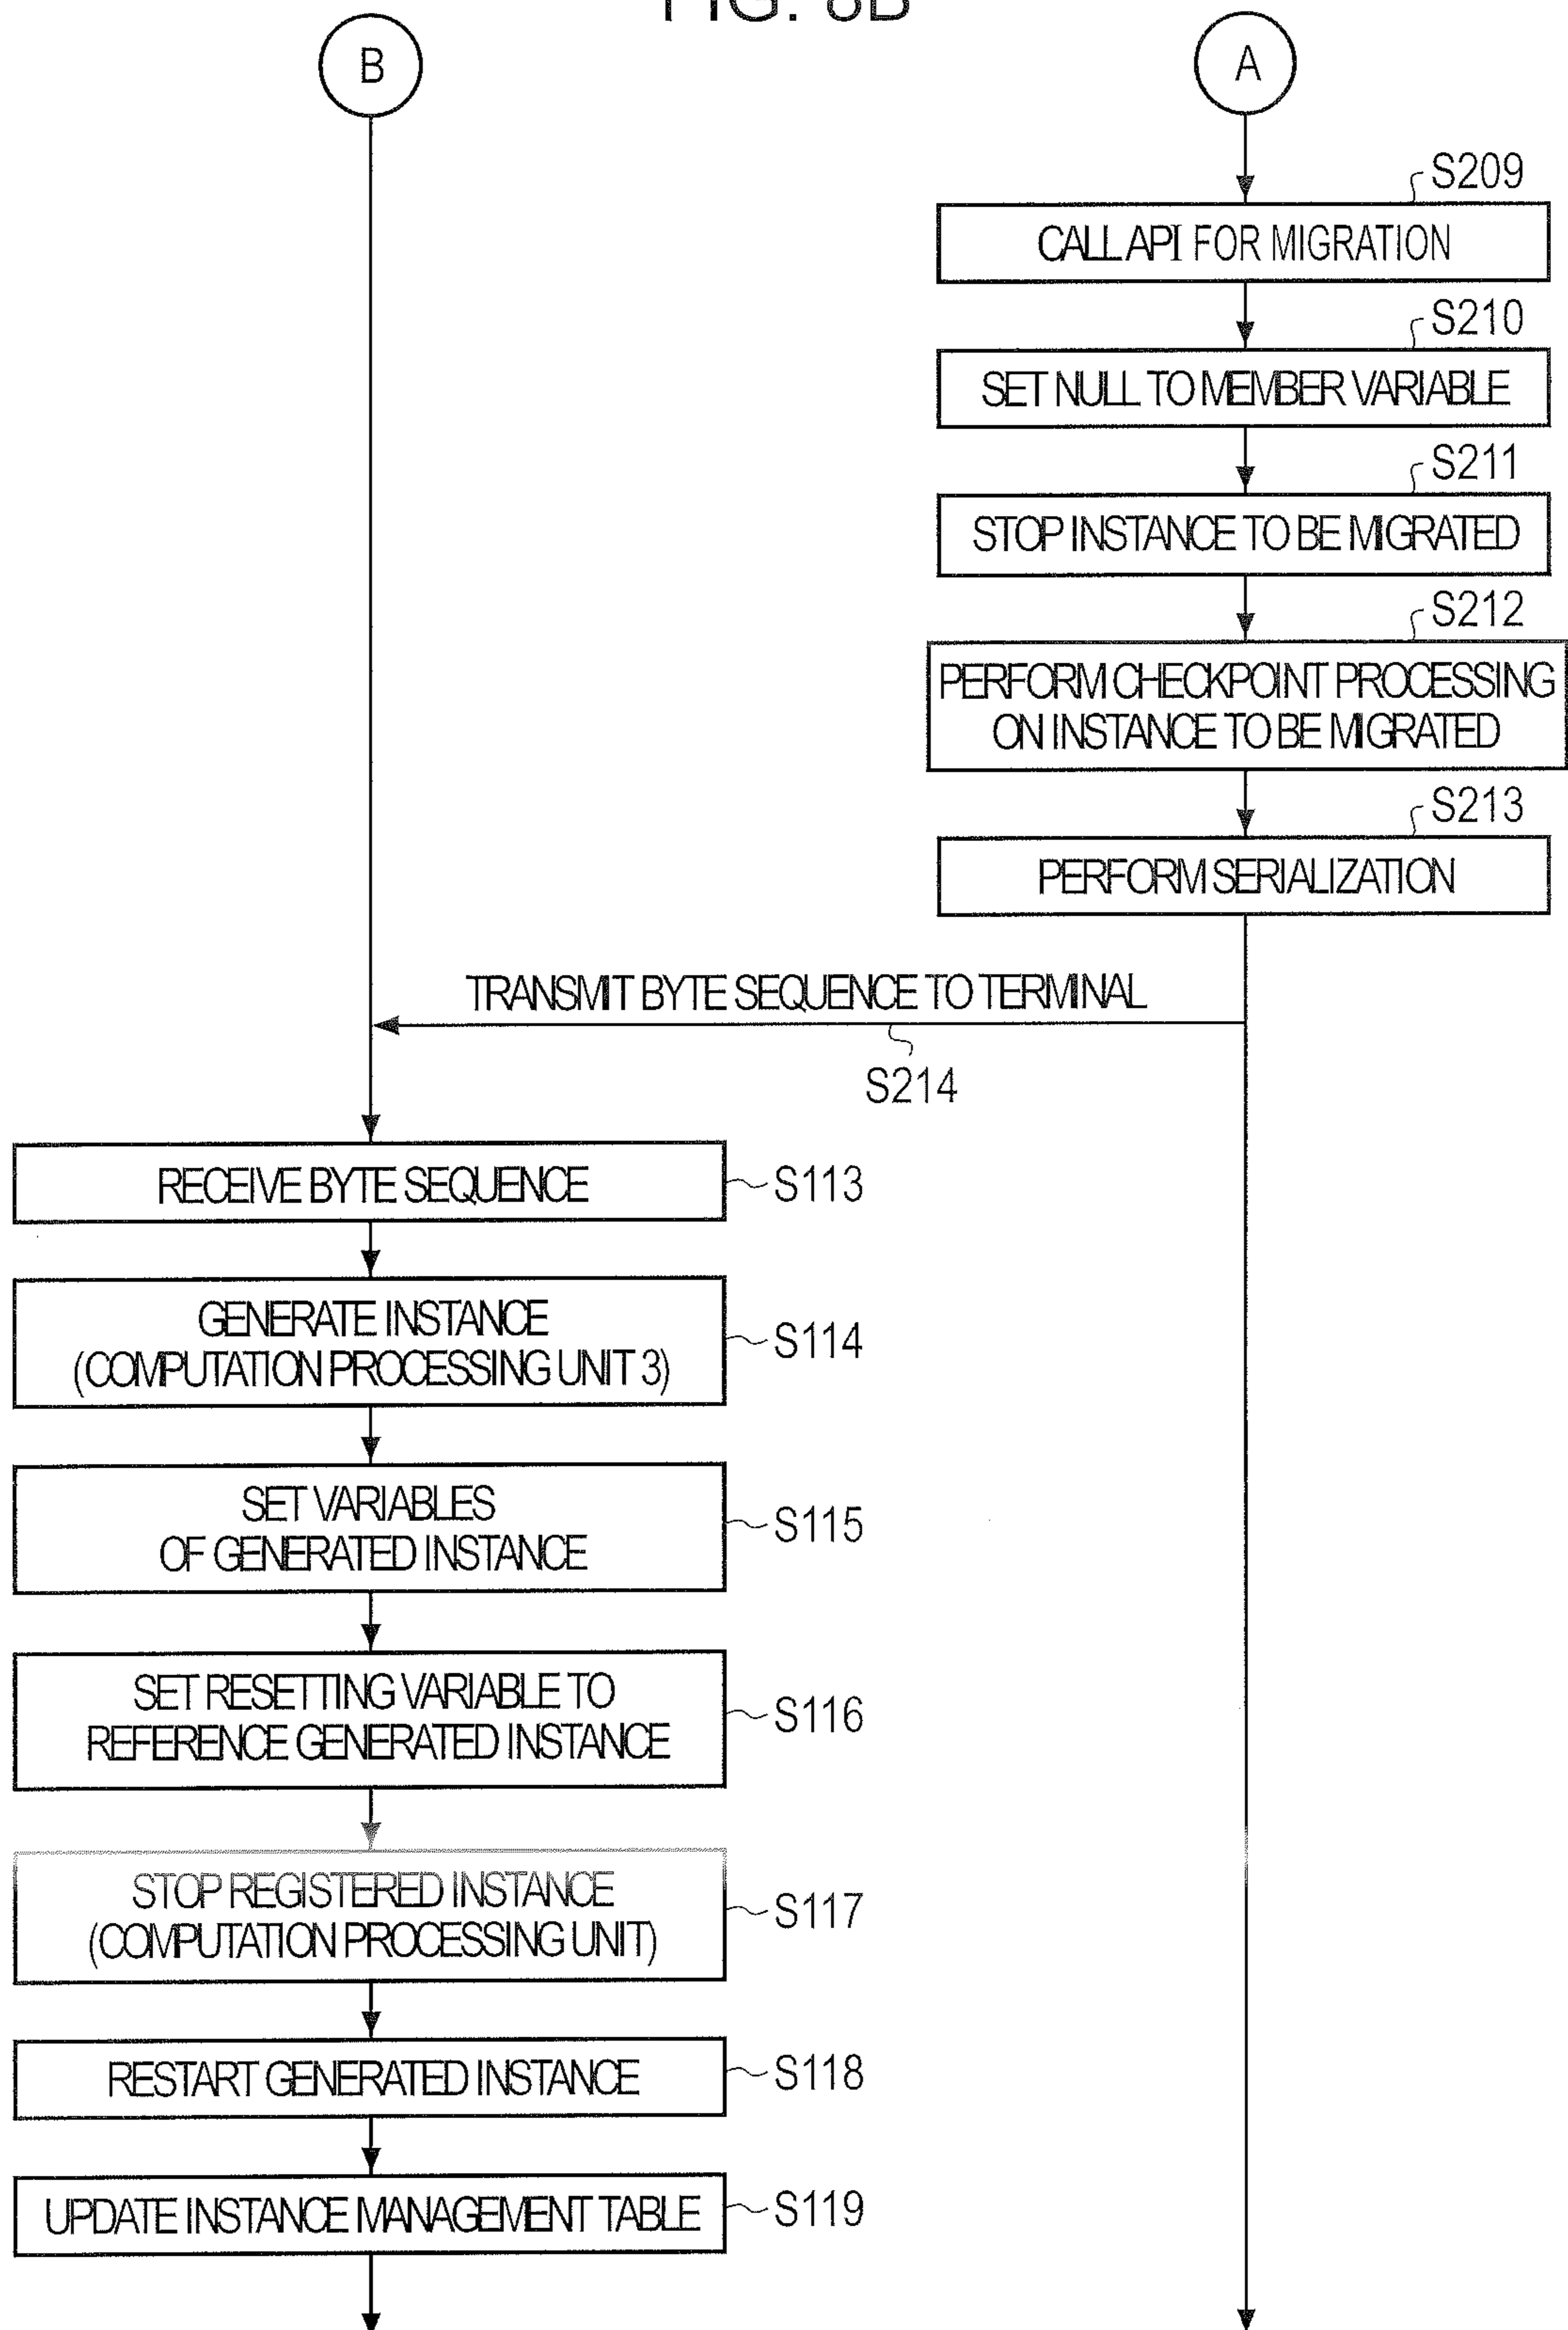 FIG. 8B
B
A
S209
CALL API FOR MIGRATION
S210
SET NULL TO MEMBER VARIABLE
S211
STOP INSTANCE TO BE MIGRATED
S212
PERFORM CHECKPOINT PROCESSING
ON INSTANCE TO BE MIGRATED
S213
PERFORM SERIALIZATION
TRANSMIT BYTE SEQUENCE TO TERMINAL
S214
RECEIVE BYTE SEQUENCE
S113
GENERATE INSTANCE
(COMPUTATION PROCESSING UNIT 3)
S114
SET VARIABLES
OF GENERATED INSTANCE
S115
SET RESETTING VARIABLE TO
REFERENCE GENERATED INSTANCE
S116
STOP REGISTERED INSTANCE
(COMPUTATION PROCESSING UNIT)
S117
RESTART GENERATED INSTANCE
S118
UPDATE INSTANCE MANAGEMENT TABLE
S119